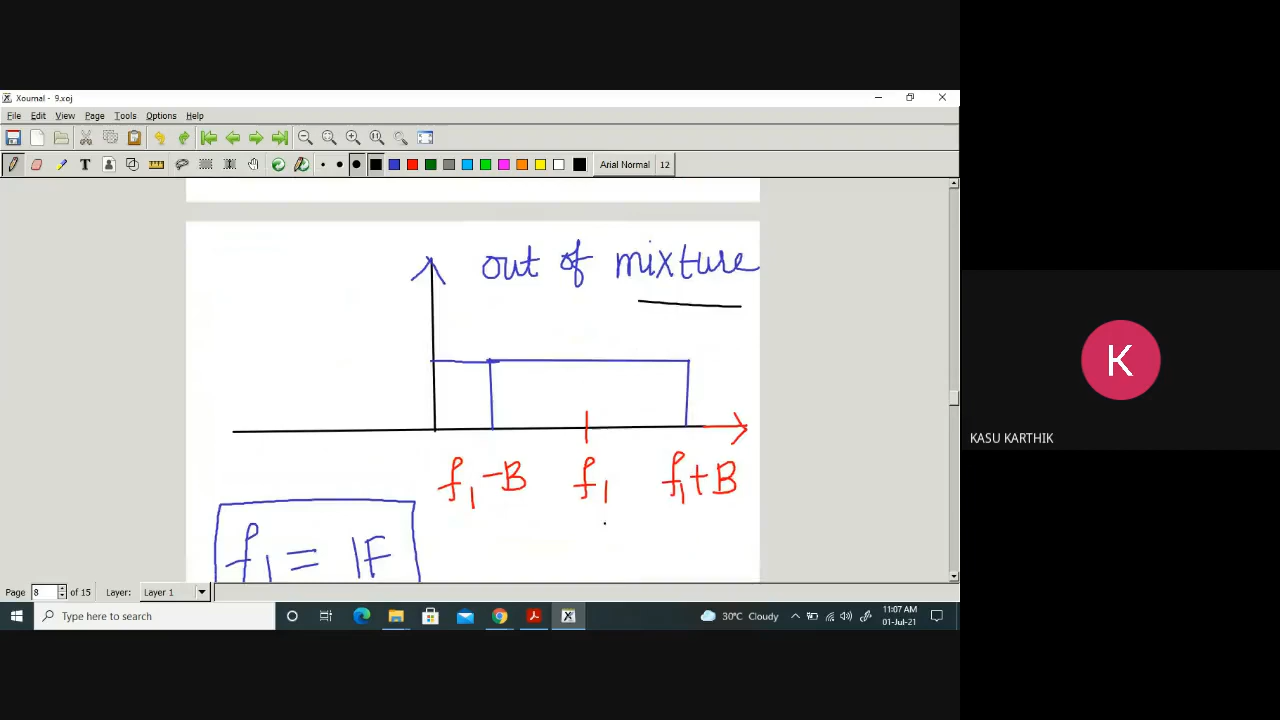 Xournal - 9.xoj
File Edit View Page Tools Options Help
Arial Normal 12
out of mixture
f₁-B f₁ f₁+B
f₁ = IF
Page 8 of 15 Layer: Layer 1
Type here to search
30°C Cloudy
11:07 AM
01-Jul-21
K
KASU KARTHIK